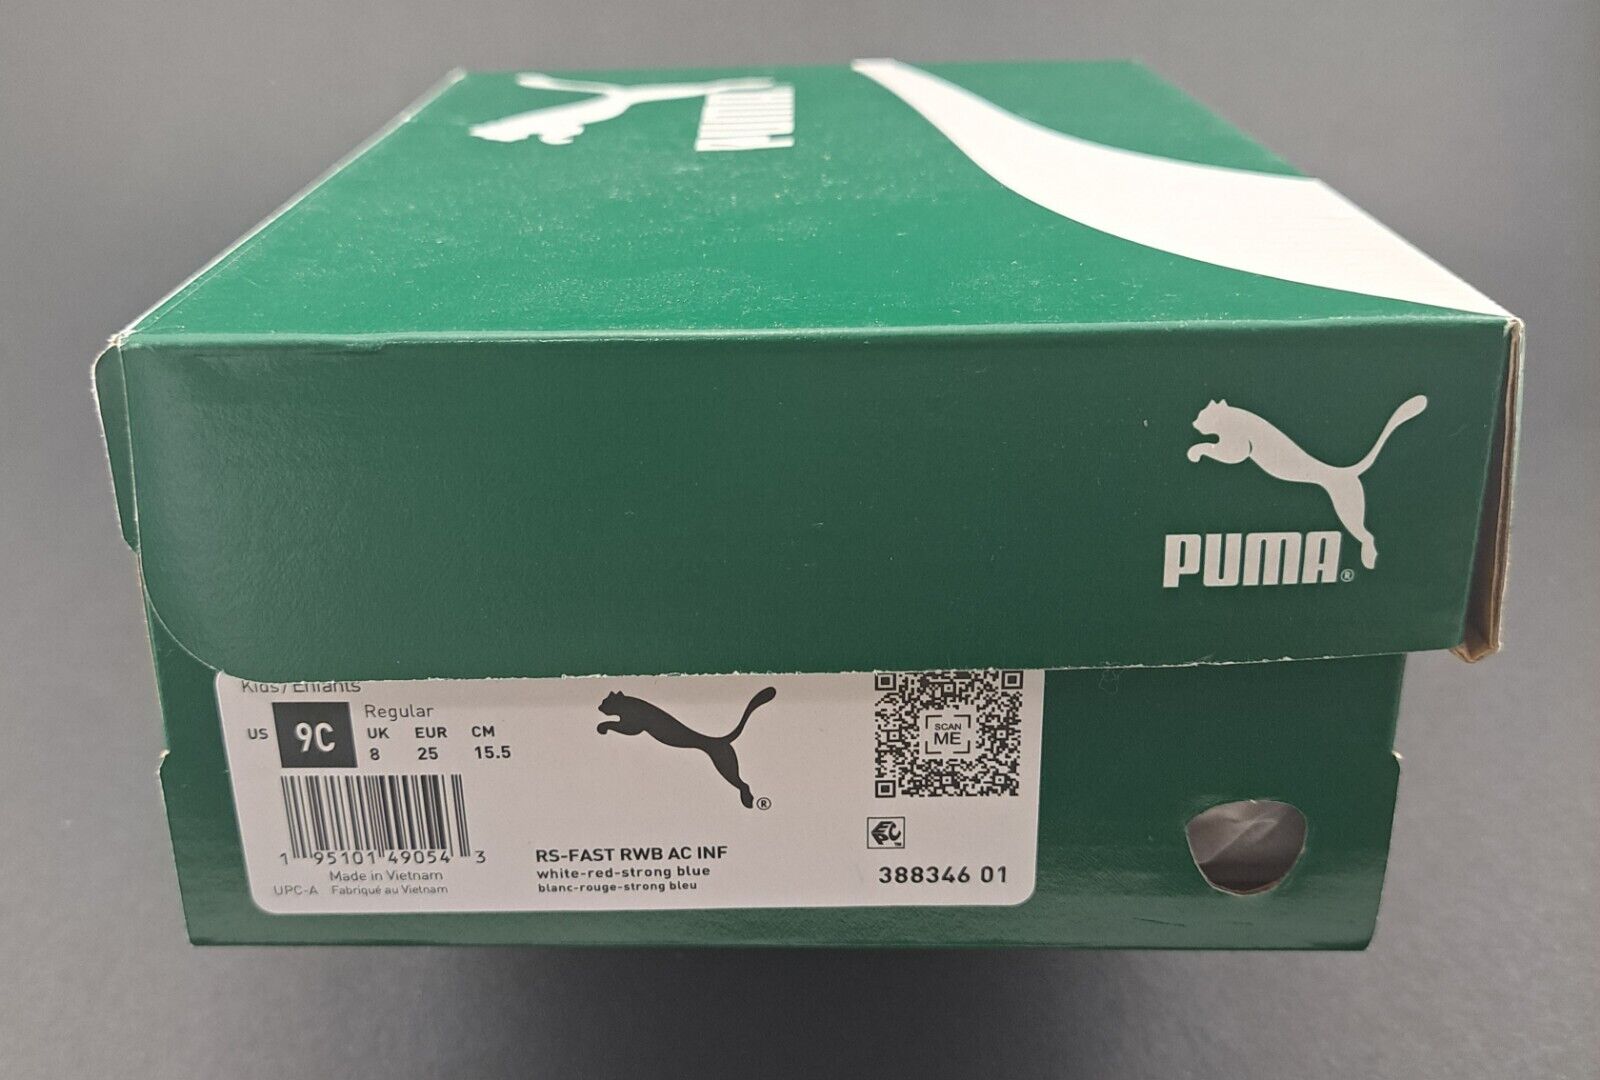 PUMA
PUMA®
Kids / Enfants
US 9C
Regular
UK EUR CM
8 25 15.5
1 95101 49054 3
Made in Vietnam
UPC-A Fabriqué au Vietnam
®
RS-FAST RWB AC INF
white-red-strong blue
blanc-rouge-strong bleu
SCAN
ME
EPRC™
388346 01